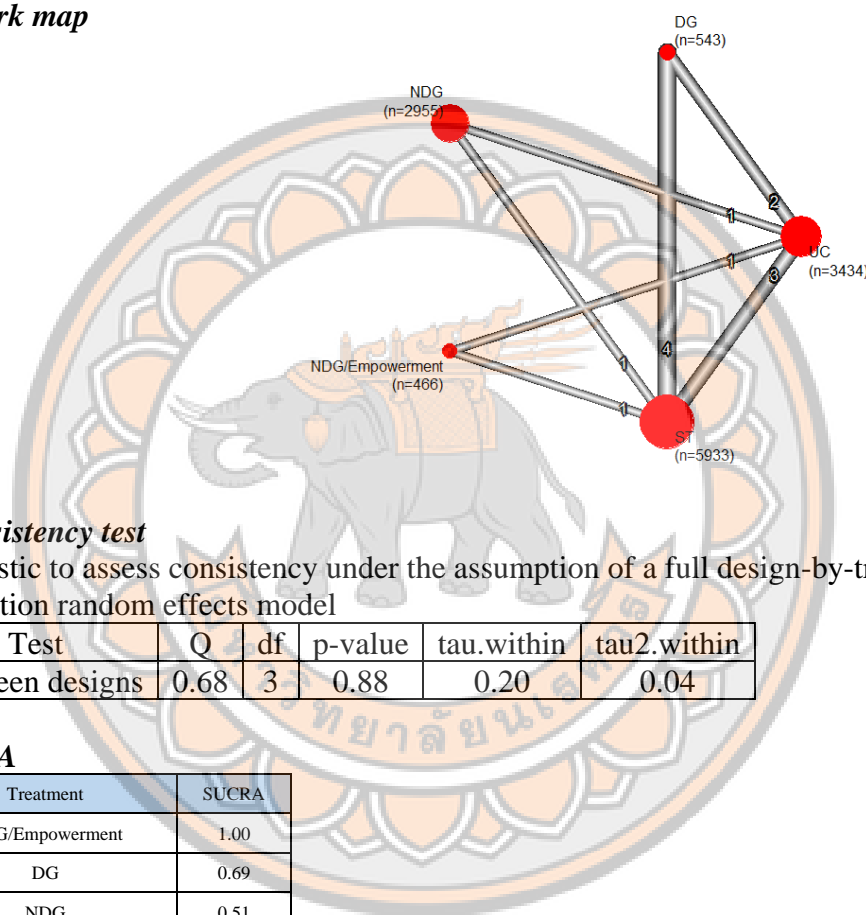 rk map
DG
(n=543)
NDG
(n=2955)
2
1
UC
(n=3434)
1
3
NDG/Empowerment
(n=466)
1
4
1
ST
(n=5933)
sistency test
stic to assess consistency under the assumption of a full design-by-tr
tion random effects model
Test Q df p-value tau.within tau2.within
een designs 0.68 3 0.88 0.20 0.04
A
Treatment SUCRA
G/Empowerment 1.00
DG 0.69
NDG 0.51